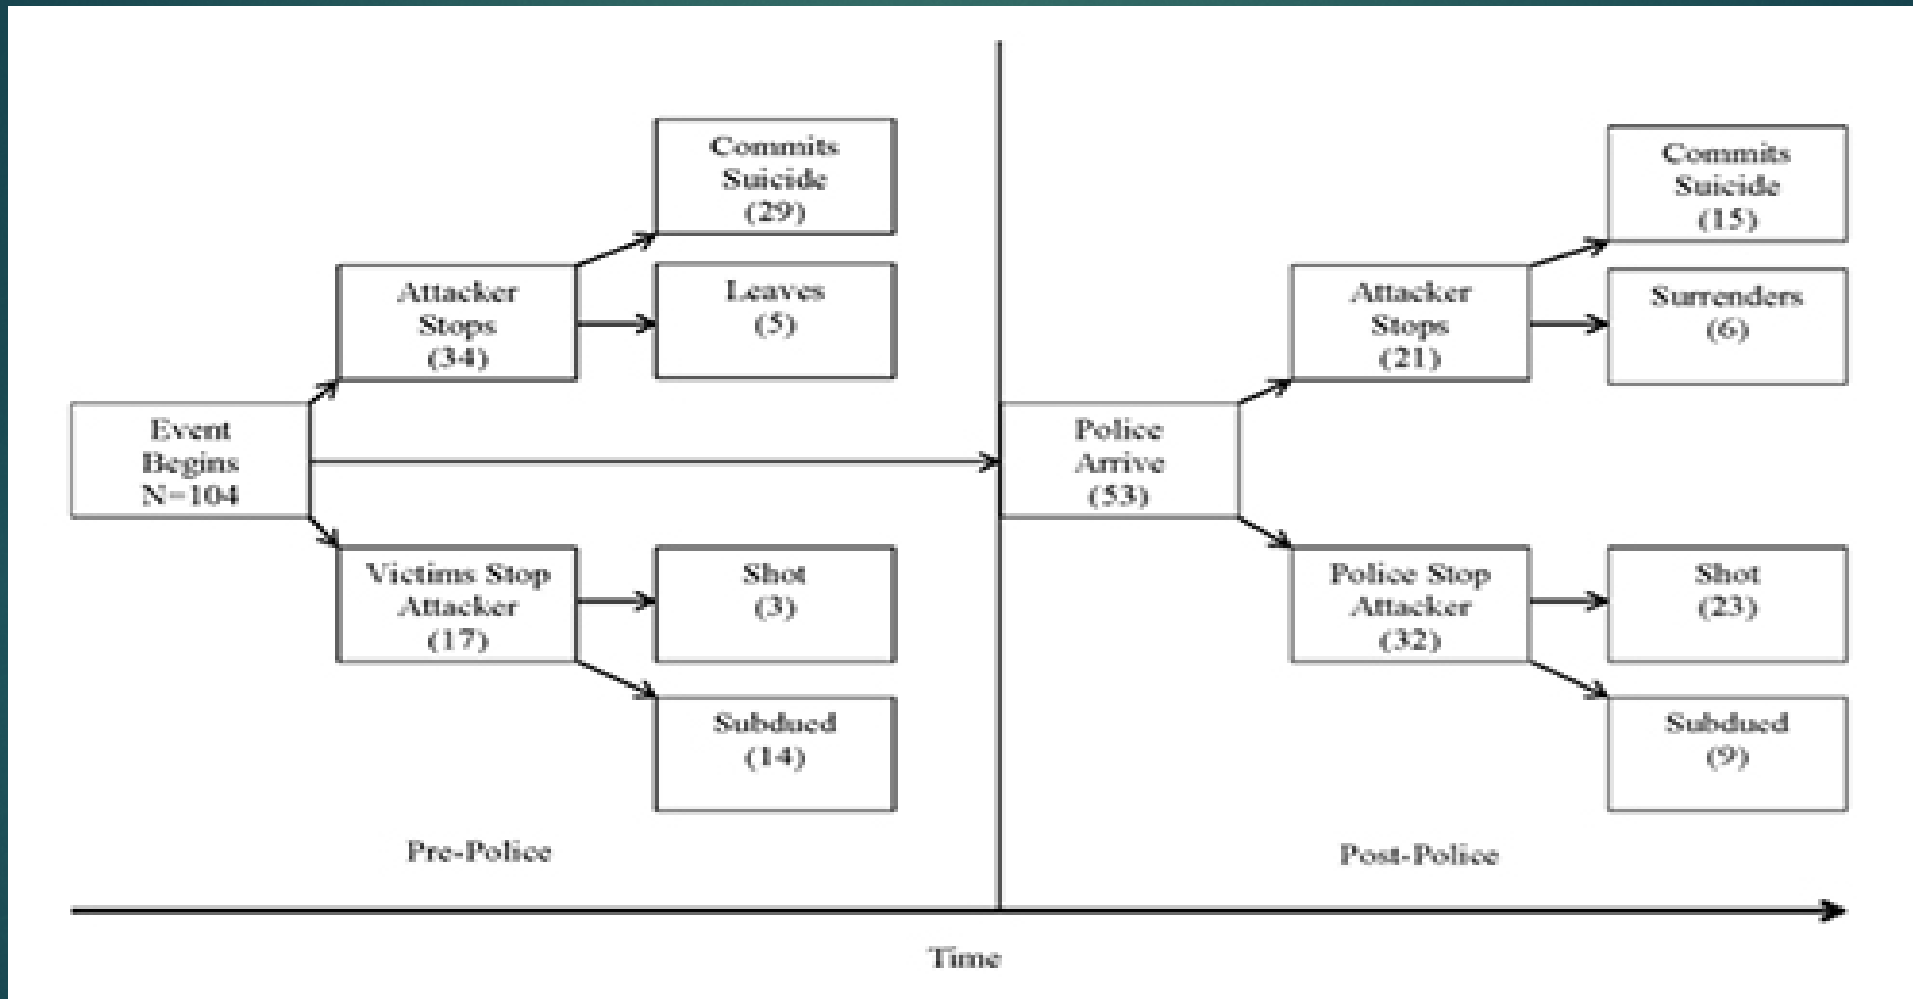 Commits
Suicide
(29)
Attacker
Stops
(34)
Leaves
(5)
Event
Begins
N=104
Victims Stop
Attacker
(17)
Shot
(3)
Subdued
(14)
Pre-Police
Commits
Suicide
(15)
Attacker
Stops
(21)
Surrenders
(6)
Police
Arrive
(53)
Police Stop
Attacker
(32)
Shot
(23)
Subdued
(9)
Post-Police
Time